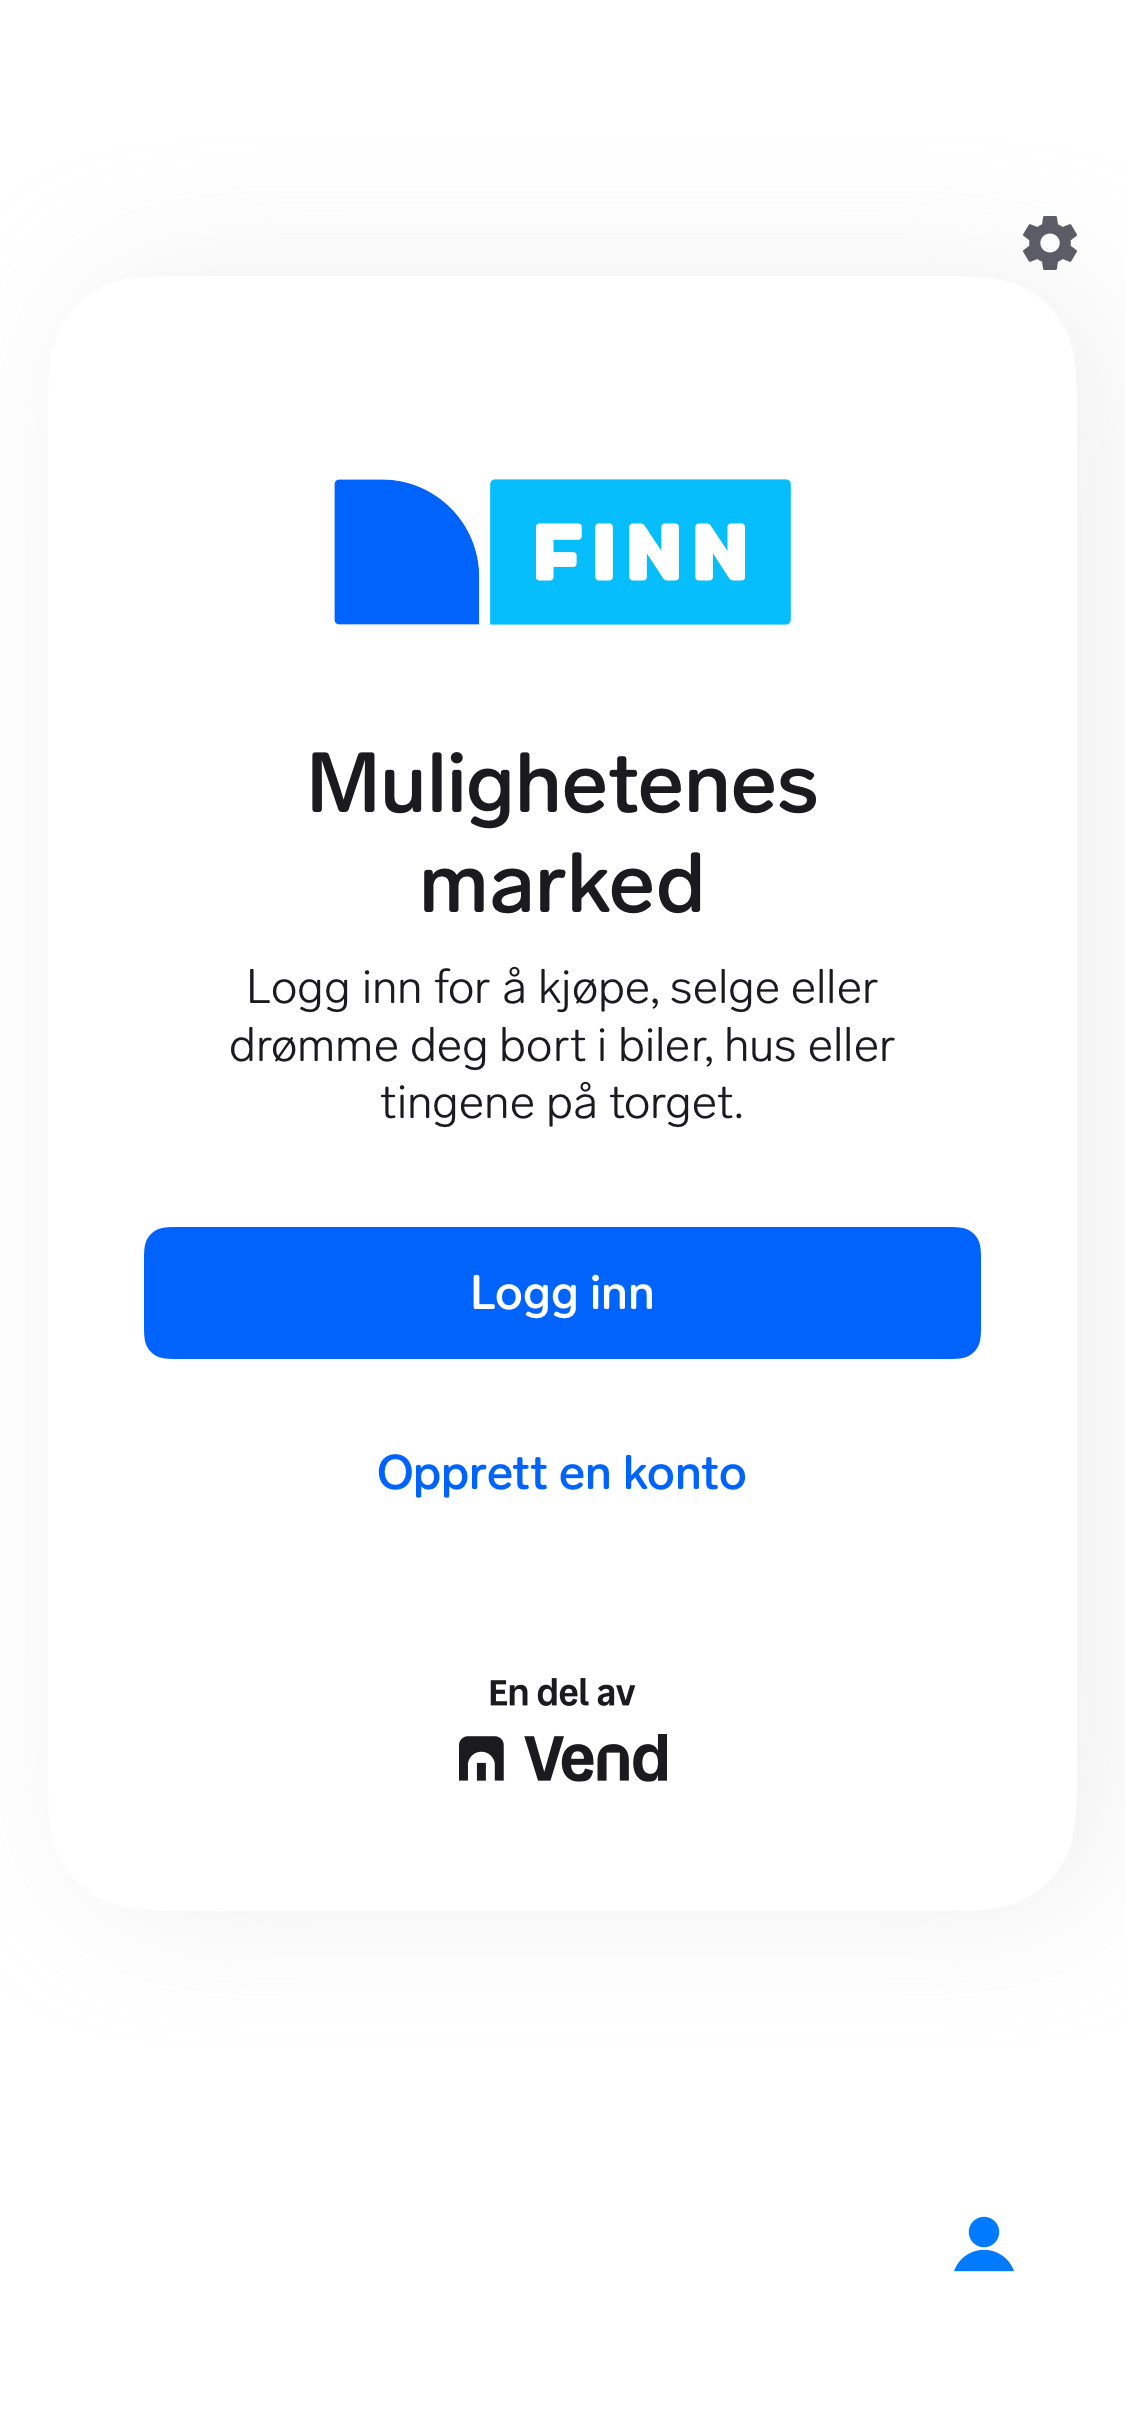 FINN
Mulighetenes
marked
Logg inn for å kjøpe, selge eller
drømme deg bort i biler, hus eller
tingene på torget.
Logg inn
Opprett en konto
En del av
Vend